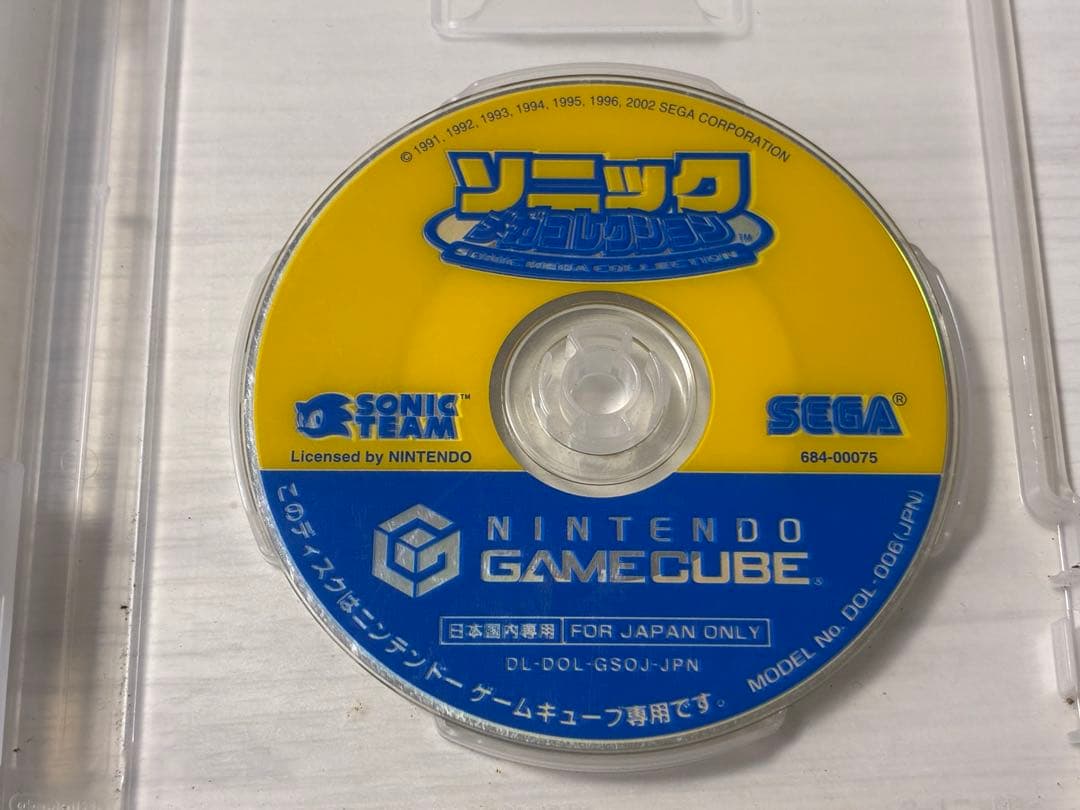 © 1991, 1992, 1993, 1994, 1995, 1996, 2002 SEGA CORPORATION
ソニック
メガコレクション™
SONIC MEGA COLLECTION
SONIC TEAM™
Licensed by NINTENDO
SEGA®
684-00075
NINTENDO
GAMECUBE®
日本国内専用 FOR JAPAN ONLY
DL-DOL-GSOJ-JPN
このディスクはニンテンドー ゲームキューブ専用です。
MODEL No. DOL-006(JPN)